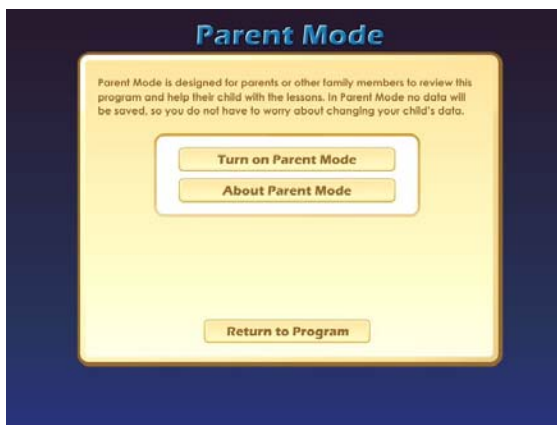 Parent Mode
Parent Mode is designed for parents or other family members to review this
program and help their child with the lessons. In Parent Mode no data will
be saved, so you do not have to worry about changing your child's data.
Turn on Parent Mode
About Parent Mode
Return to Program